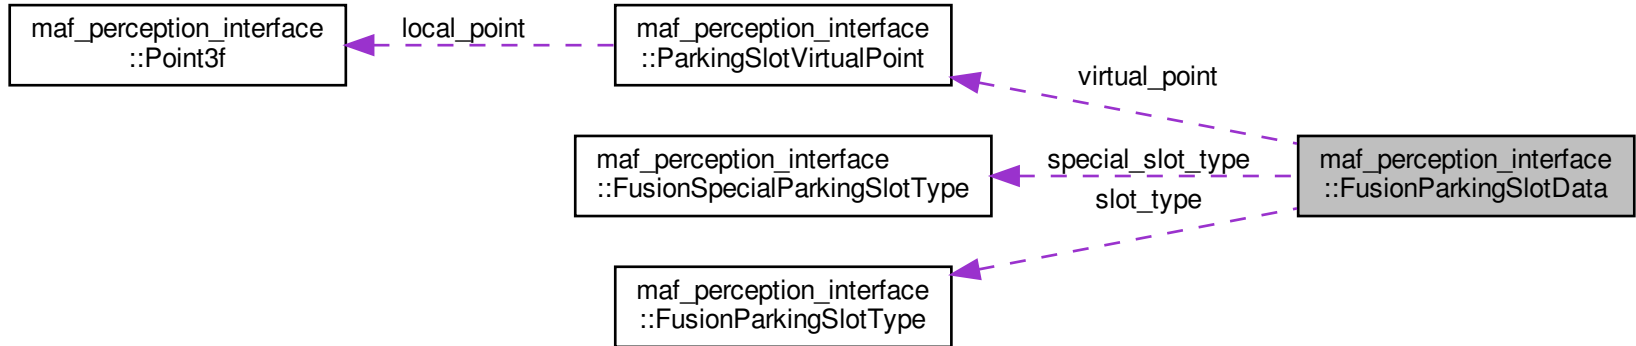 maf_perception_interface
::Point3f
local_point
maf_perception_interface
::ParkingSlotVirtualPoint
virtual_point
maf_perception_interface
::FusionSpecialParkingSlotType
special_slot_type
slot_type
maf_perception_interface
::FusionParkingSlotData
maf_perception_interface
::FusionParkingSlotType